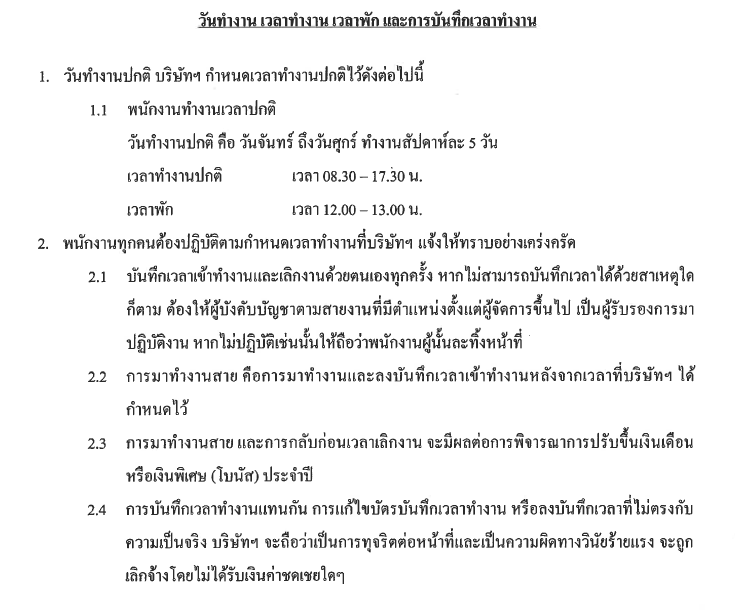 วันทำงาน เวลาทำงาน เวลาพัก และการบันทึกเวลาทำงาน
1. วันทำงานปกติ บริษัทฯ กำหนดเวลาทำงานปกติไว้ดังต่อไปนี้
1.1 พนักงานทำงานเวลาปกติ
วันทำงานปกติ คือ วันจันทร์ ถึงวันศุกร์ ทำงานสัปดาห์ละ 5 วัน
เวลาทำงานปกติ เวลา 08.30 – 17.30 น.
เวลาพัก เวลา 12.00 – 13.00 น.
2. พนักงานทุกคนต้องปฏิบัติตามกำหนดเวลาทำงานที่บริษัทฯ แจ้งให้ทราบอย่างเคร่งครัด
2.1 บันทึกเวลาเข้าทำงานและเลิกงานด้วยตนเองทุกครั้ง หากไม่สามารถบันทึกเวลาได้ด้วยสาเหตุใด
ก็ตาม ต้องให้ผู้บังคับบัญชาตามสายงานที่มีตำแหน่งตั้งแต่ผู้จัดการขึ้นไป เป็นผู้รับรองการมา
ปฏิบัติงาน หากไม่ปฏิบัติเช่นนั้นให้ถือว่าพนักงานผู้นั้นละทิ้งหน้าที่
2.2 การมาทำงานสาย คือการมาทำงานและลงบันทึกเวลาเข้าทำงานหลังจากเวลาที่บริษัทฯ ได้
กำหนดไว้
2.3 การมาทำงานสาย และการกลับก่อนเวลาเลิกงาน จะมีผลต่อการพิจารณาการปรับขึ้นเงินเดือน
หรือเงินพิเศษ (โบนัส) ประจำปี
2.4 การบันทึกเวลาทำงานแทนกัน การแก้ไขบัตรบันทึกเวลาทำงาน หรือลงบันทึกเวลาที่ไม่ตรงกับ
ความเป็นจริง บริษัทฯ จะถือว่าเป็นการทุจริตต่อหน้าที่และเป็นความผิดทางวินัยร้ายแรง จะถูก
เลิกจ้างโดยไม่ได้รับเงินค่าชดเชยใดๆ